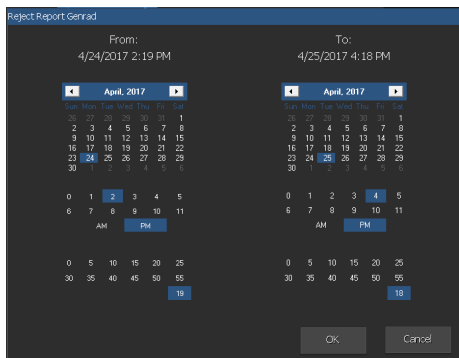 Reject Report Genrad
From:
4/24/2017 2:19 PM
April, 2017
Sun Mon Tue Wed Thu Fri Sat
26 27 28 29 30 31 1
2 3 4 5 6 7 8
9 10 11 12 13 14 15
16 17 18 19 20 21 22
23 24 25 26 27 28 29
30 1 2 3 4 5 6
0 1 2 3 4 5
6 7 8 9 10 11
AM PM
0 5 10 15 20 25
30 35 40 45 50 55
19
To:
4/25/2017 4:18 PM
April, 2017
Sun Mon Tue Wed Thu Fri Sat
26 27 28 29 30 31 1
2 3 4 5 6 7 8
9 10 11 12 13 14 15
16 17 18 19 20 21 22
23 24 25 26 27 28 29
30 1 2 3 4 5 6
0 1 2 3 4 5
6 7 8 9 10 11
AM PM
0 5 10 15 20 25
30 35 40 45 50 55
18
OK Cancel